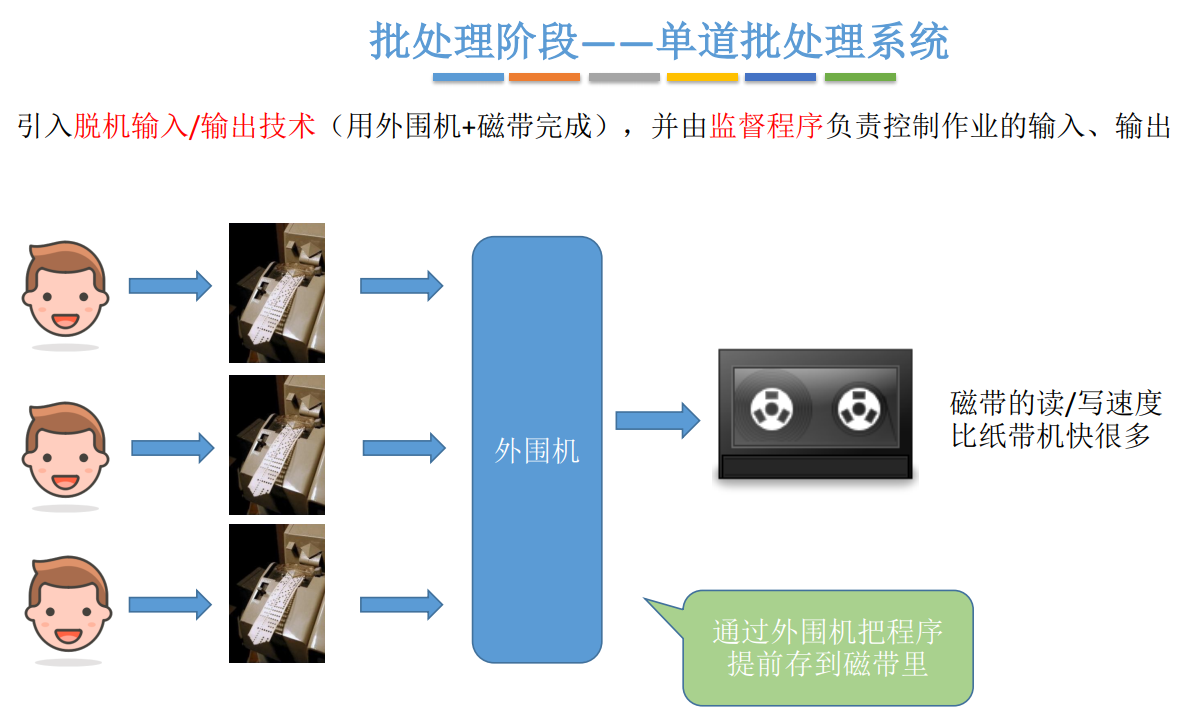 批处理阶段——单道批处理系统
引入脱机输入/输出技术（用外围机+磁带完成），并由监督程序负责控制作业的输入、输出
外围机
磁带的读/写速度
比纸带机快很多
通过外围机把程序
提前存到磁带里